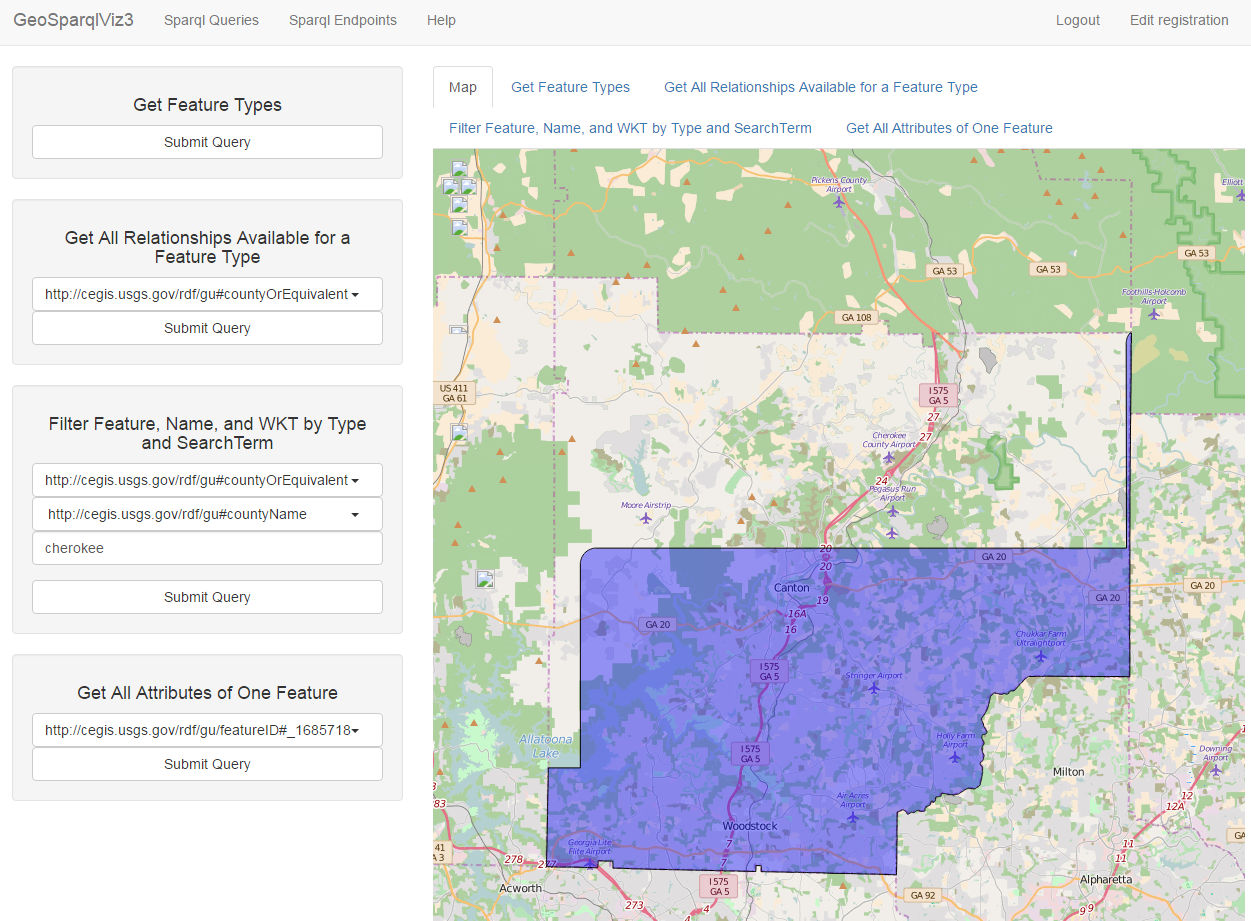 GeoSparqlViz3 Sparql Queries Sparql Endpoints Help Logout Edit registration
Get Feature Types
Submit Query
Get All Relationships Available for a
Feature Type
http://cegis.usgs.gov/rdf/gu#countyOrEquivalent
Submit Query
Filter Feature, Name, and WKT by Type
and SearchTerm
http://cegis.usgs.gov/rdf/gu#countyOrEquivalent
http://cegis.usgs.gov/rdf/gu#countyName
cherokee
Submit Query
Get All Attributes of One Feature
http://cegis.usgs.gov/rdf/gu/featureID#_1685718
Submit Query
Map Get Feature Types Get All Relationships Available for a Feature Type
Filter Feature, Name, and WKT by Type and SearchTerm Get All Attributes of One Feature
Pickens County
Airport
Elliott
GA 53
GA 53
GA 53
Foothills-Holcomb
Airport
GA 108
US 411
GA 61
I 575
GA 5
27
27
Cherokee
County Airport
24
Pegasus Run
Airport
Moore Airstrip
20
20
GA 20
Canton
GA 20
GA 20
19
16A
16
GA 20
Chukkar Farm
Ultralightport
I 575
GA 5
Stringer Airport
Allatoona
Lake
Holly Farm
Airport
I 575
GA 5
Downing
Airport
Milton
Air Acres
Airport
12
12A
83
Woodstock
GA
Georgia Lite
Elite Airport
7
11
11
41
A 3
278
277
7
Acworth
I 575
GA 5
Alpharetta
GA 92
273
4
4
9
9